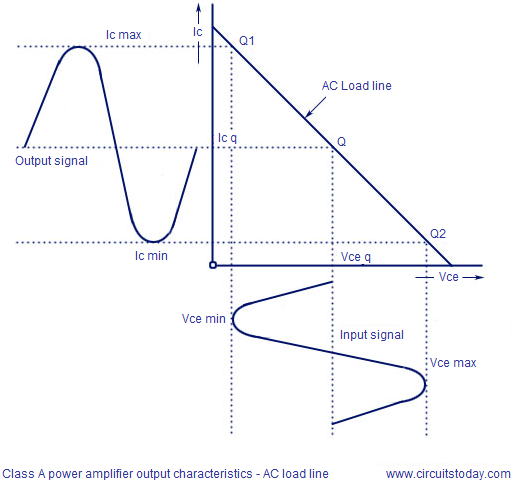 Ic max
Ic
Q1
AC Load line
Output signal
Ic q
Q
Q2
Ic min
Vce q
Vce
Vce min
Input signal
Vce max
Class A power amplifier output characteristics - AC load line
www.circuitstoday.com